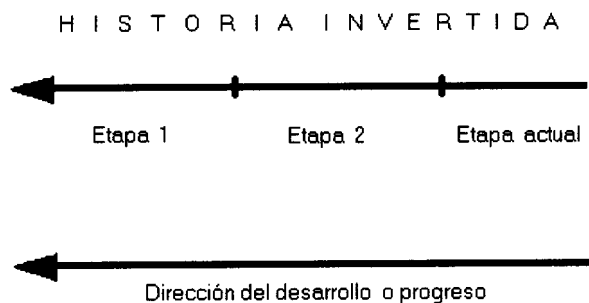 HISTORIA INVERTIDA
Etapa 1 Etapa 2 Etapa actual
Dirección del desarrollo o progreso